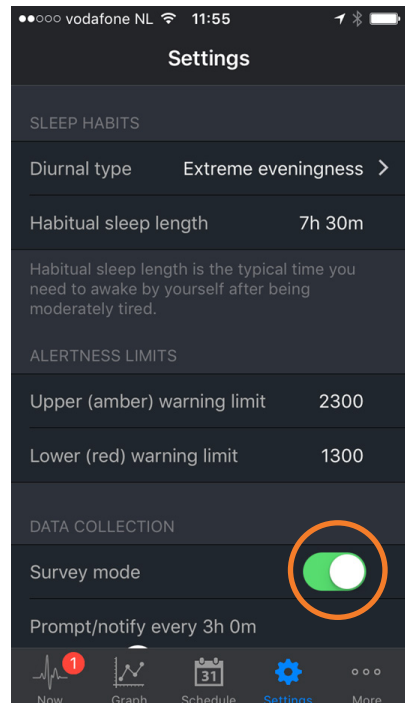 vodafone NL 11:55
Settings
SLEEP HABITS
Diurnal type Extreme eveningness
Habitual sleep length 7h 30m
Habitual sleep length is the typical time you
need to awake by yourself after being
moderately tired.
ALERTNESS LIMITS
Upper (amber) warning limit 2300
Lower (red) warning limit 1300
DATA COLLECTION
Survey mode
Prompt/notify every 3h 0m
1
31
Now Graph Schedule Settings More